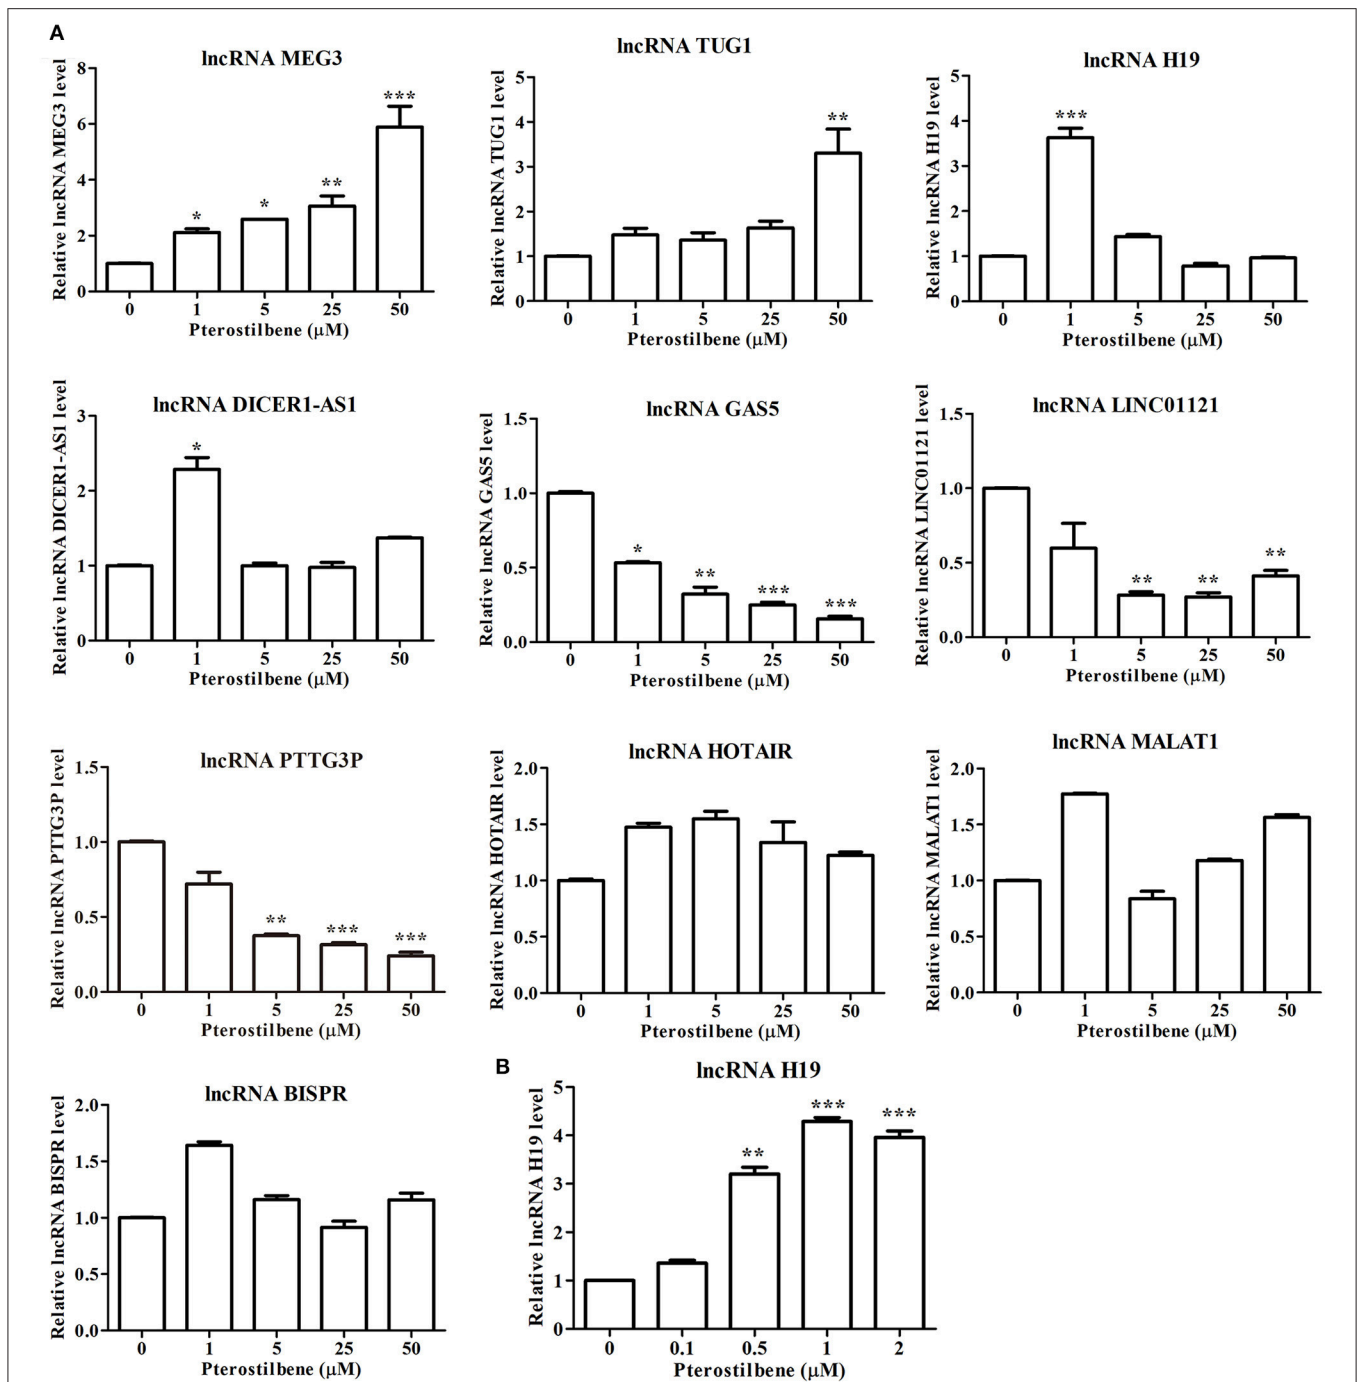 A
lncRNA MEG3
Relative lncRNA MEG3 level
8
6
4
2
0
*
*
**
***
0 1 5 25 50
Pterostilbene (μM)
lncRNA TUG1
Relative lncRNA TUG1 level
5
4
3
2
1
0
**
0 1 5 25 50
Pterostilbene (μM)
lncRNA H19
Relative lncRNA H19 level
5
4
3
2
1
0
***
0 1 5 25 50
Pterostilbene (μM)
lncRNA DICER1-AS1
Relative lncRNA DICER1-AS1 level
3
2
1
0
*
0 1 5 25 50
Pterostilbene (μM)
lncRNA GAS5
Relative lncRNA GAS5 level
1.5
1.0
0.5
0.0
*
**
***
***
0 1 5 25 50
Pterostilbene (μM)
lncRNA LINC01121
Relative lncRNA LINC01121 level
1.5
1.0
0.5
0.0
**
**
**
0 1 5 25 50
Pterostilbene (μM)
lncRNA PTTG3P
Relative lncRNA PTTG3P level
1.5
1.0
0.5
0.0
**
***
***
0 1 5 25 50
Pterostilbene (μM)
lncRNA HOTAIR
Relative lncRNA HOTAIR level
2.0
1.5
1.0
0.5
0.0
0 1 5 25 50
Pterostilbene (μM)
lncRNA MALAT1
Relative lncRNA MALAT1 level
2.0
1.5
1.0
0.5
0.0
0 1 5 25 50
Pterostilbene (μM)
lncRNA BISPR
Relative lncRNA BISPR level
2.0
1.5
1.0
0.5
0.0
0 1 5 25 50
Pterostilbene (μM)
B
lncRNA H19
Relative lncRNA H19 level
5
4
3
2
1
0
**
***
***
0 0.1 0.5 1 2
Pterostilbene (μM)